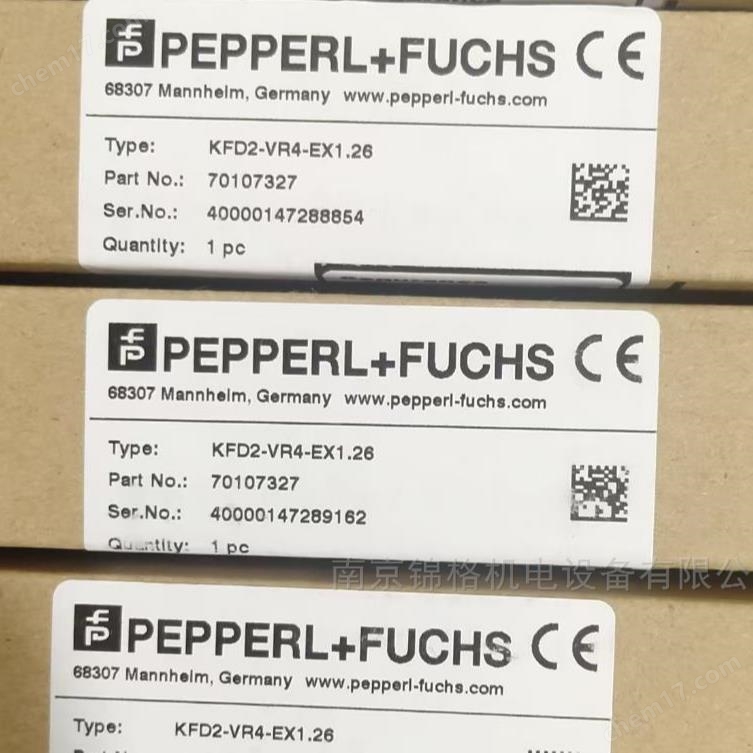 PEPPERL+FUCHS CE
68307 Mannheim, Germany www.pepperl-fuchs.com
Type: KFD2-VR4-EX1.26
Part No.: 70107327
Ser.No.: 40000147288854
Quantity: 1 pc
PEPPERL+FUCHS CE
68307 Mannheim, Germany www.pepperl-fuchs.com
Type: KFD2-VR4-EX1.26
Part No.: 70107327
Ser.No.: 40000147289162
Quantity: 1 pc
南京锦格机电设备有限公
PEPPERL+FUCHS CE
68307 Mannheim, Germany www.pepperl-fuchs.com
Type: KFD2-VR4-EX1.26
chem17.com